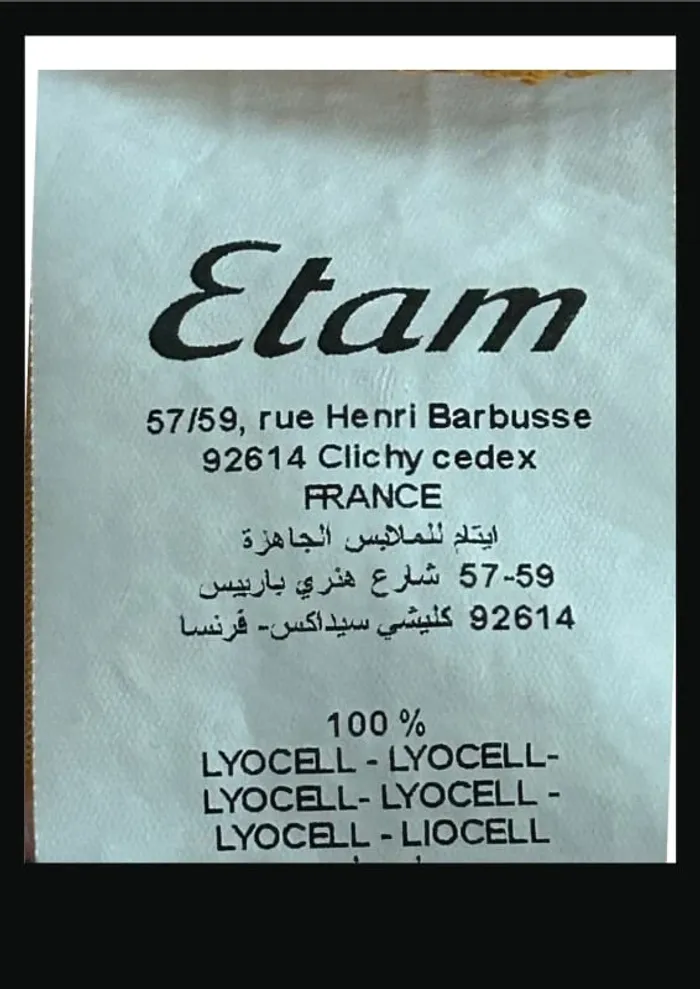 Etam
57/59, rue Henri Barbusse
92614 Clichy cedex
FRANCE
ايتام للملابس الجاهزة
57-59 شارع هنري باربيس
92614 كليشي سيداكس- فرنسا
100 %
LYOCELL - LYOCELL-
LYOCELL- LYOCELL -
LYOCELL - LIOCELL